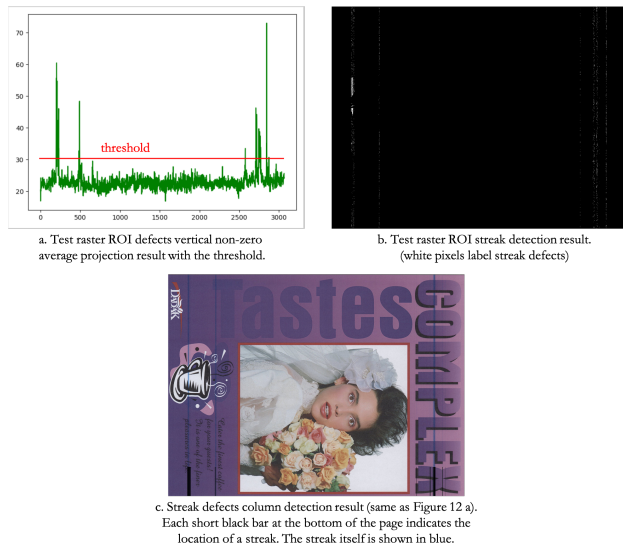 70
60
50
40
30
20
threshold
0
500
1000
1500
2000
2500
3000
a. Test raster ROI defects vertical non-zero
average projection result with the threshold.
b. Test raster ROI streak detection result.
(white pixels label streak defects)
Tastes
COMPLEX
c. Streak defects column detection result (same as Figure 12 a).
Each short black bar at the bottom of the page indicates the
location of a streak. The streak itself is shown in blue.